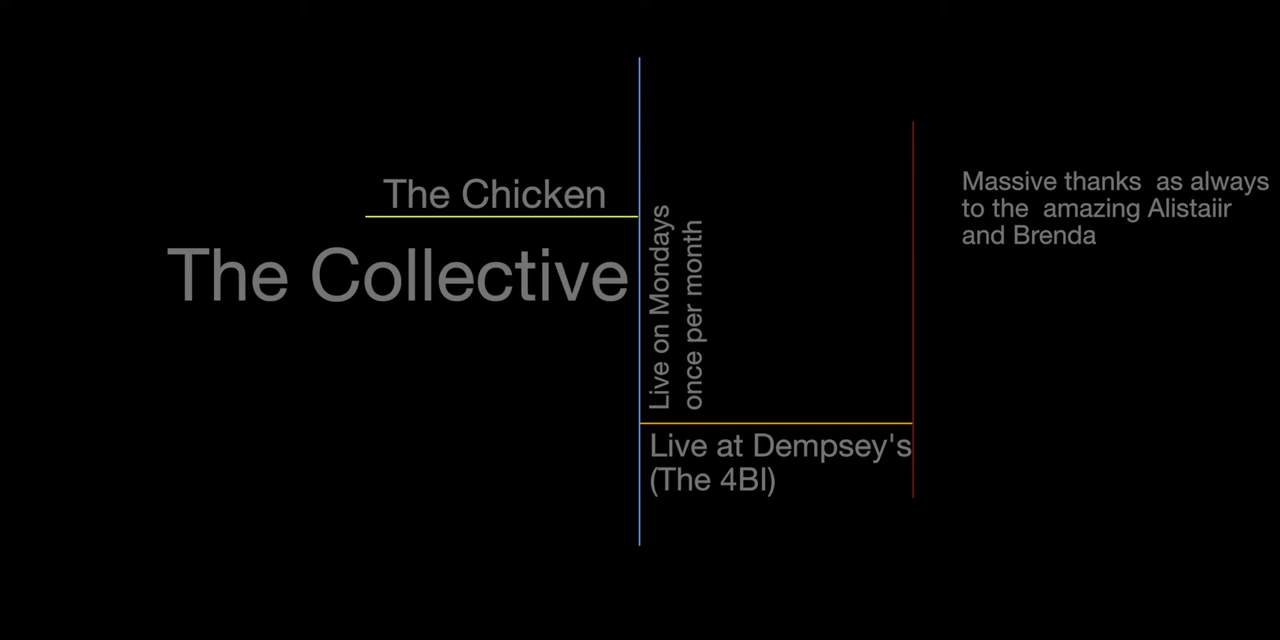 The Chicken
The Collective
Live on Mondays
once per month
Live at Dempsey's
(The 4BI)
Massive thanks  as always
to the  amazing Alistaiir
and Brenda